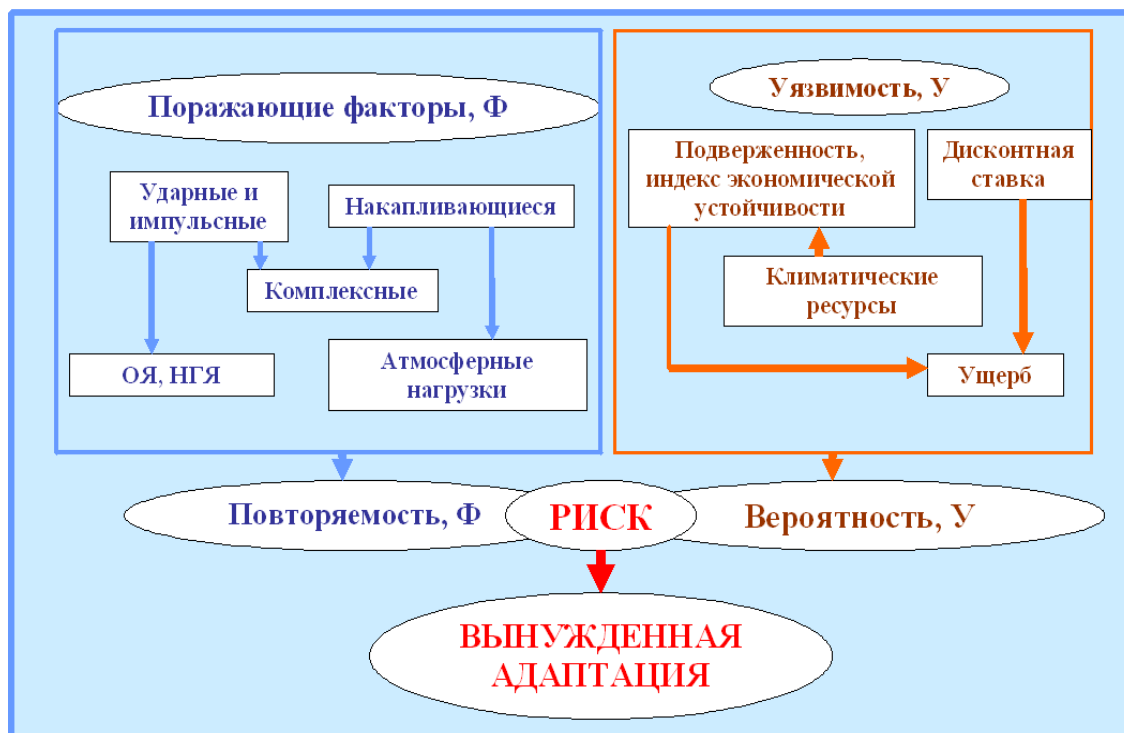 Поражающие факторы, Ф
Ударные и
импульсные
Накапливающиеся
Комплексные
ОЯ, НГЯ
Атмосферные
нагрузки
Уязвимость, У
Подверженность,
индекс экономической
устойчивости
Дисконтная
ставка
Климатические
ресурсы
Ущерб
Повторяемость, Ф
РИСК
Вероятность, У
ВЫНУЖДЕННАЯ
АДАПТАЦИЯ